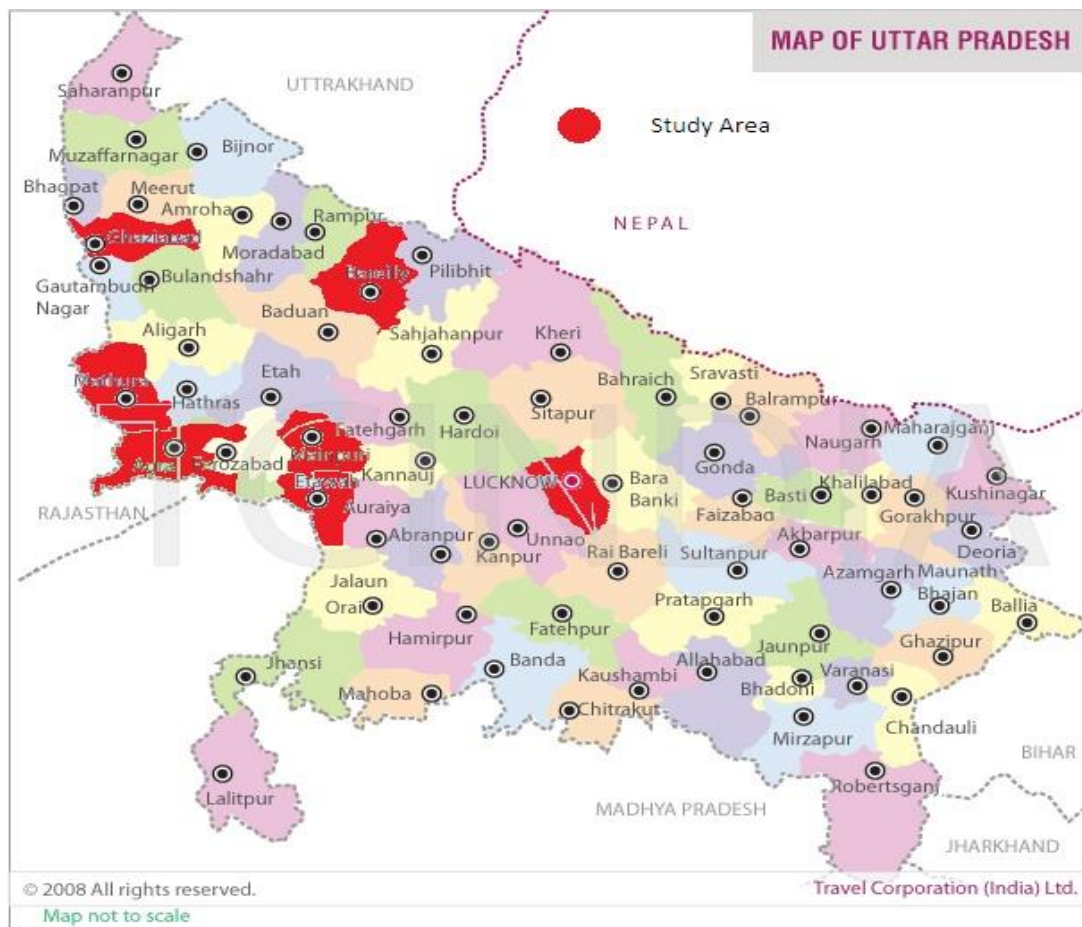 MAP OF UTTAR PRADESH
UTTRAKHAND
Saharanpur
Study Area
Muzaffarnagar
Bijnor
Bhagpat
Meerut
Amroha
Rampur
NEPAL
Ghaziabad
Moradabad
Bareilly
Pilibhit
Gautambudh
Nagar
Bulandshahr
Baduan
Aligarh
Sahjahanpur
Kheri
Mathura
Hathras
Etah
Bahraich
Sravasti
Balrampur
Sitapur
Fatehgarh
Hardoi
Naugarh
Maharajganj
Agra
Firozabad
Mainpuri
Kannauj
LUCKNOW
Bara
Banki
Gonda
Basti
Khalilabad
Kushinagar
Etawah
RAJASTHAN
Auraiya
Faizabad
Gorakhpur
Abranpur
Kanpur
Unnao
Rai Bareli
Sultanpur
Akbarpur
Deoria
Jalaun
Orai
Azamgarh
Maunath
Bhajan
Ballia
Pratapgarh
Hamirpur
Fatehpur
Jaunpur
Ghazipur
Jhansi
Banda
Kaushambi
Allahabad
Bhadohi
Varanasi
Mahoba
Chitrakut
Mirzapur
Chandauli
BIHAR
Lalitpur
Robertsganj
MADHYA PRADESH
JHARKHAND
TCINDIA
© 2008 All rights reserved.
Travel Corporation (India) Ltd.
Map not to scale